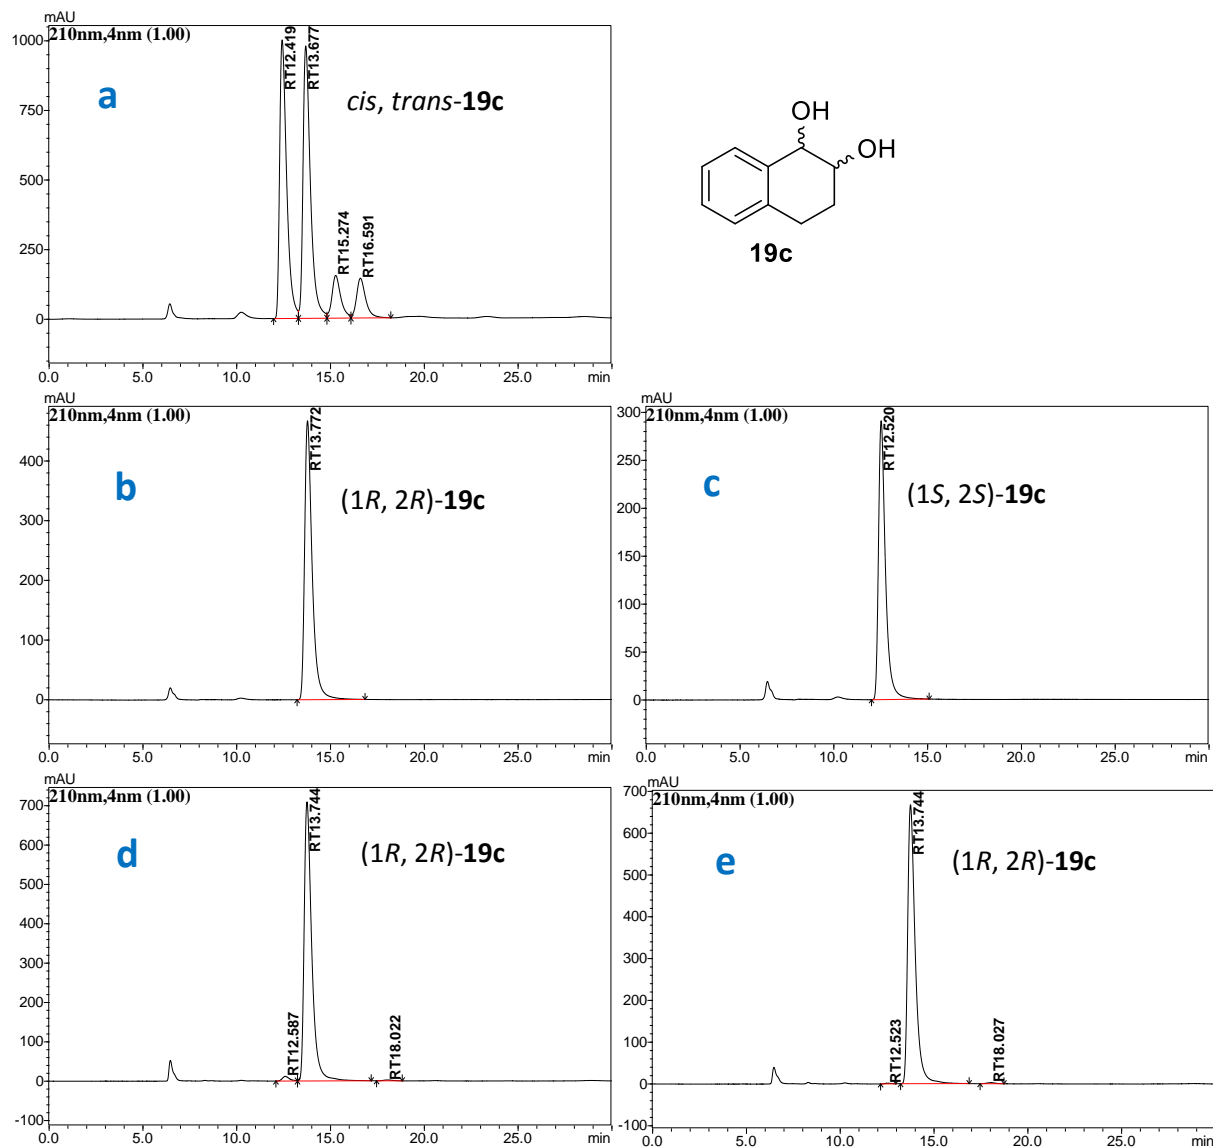 mAU
210nm,4nm (1.00)
1000
750
500
250
0
RT12.419
RT13.677
RT15.274
RT16.591
a
cis, trans-19c
0.0 5.0 10.0 15.0 20.0 25.0 min
OH
OH
19c
mAU
210nm,4nm (1.00)
400
300
200
100
0
RT13.772
b
(1R, 2R)-19c
0.0 5.0 10.0 15.0 20.0 25.0 min
mAU
210nm,4nm (1.00)
300
250
200
150
100
50
0
RT12.520
c
(1S, 2S)-19c
0.0 5.0 10.0 15.0 20.0 25.0 min
mAU
210nm,4nm (1.00)
700
600
500
400
300
200
100
0
-100
RT12.587
RT13.744
RT18.022
d
(1R, 2R)-19c
0.0 5.0 10.0 15.0 20.0 25.0 min
mAU
210nm,4nm (1.00)
700
600
500
400
300
200
100
0
-100
RT12.523
RT13.744
RT18.027
e
(1R, 2R)-19c
0.0 5.0 10.0 15.0 20.0 25.0 min